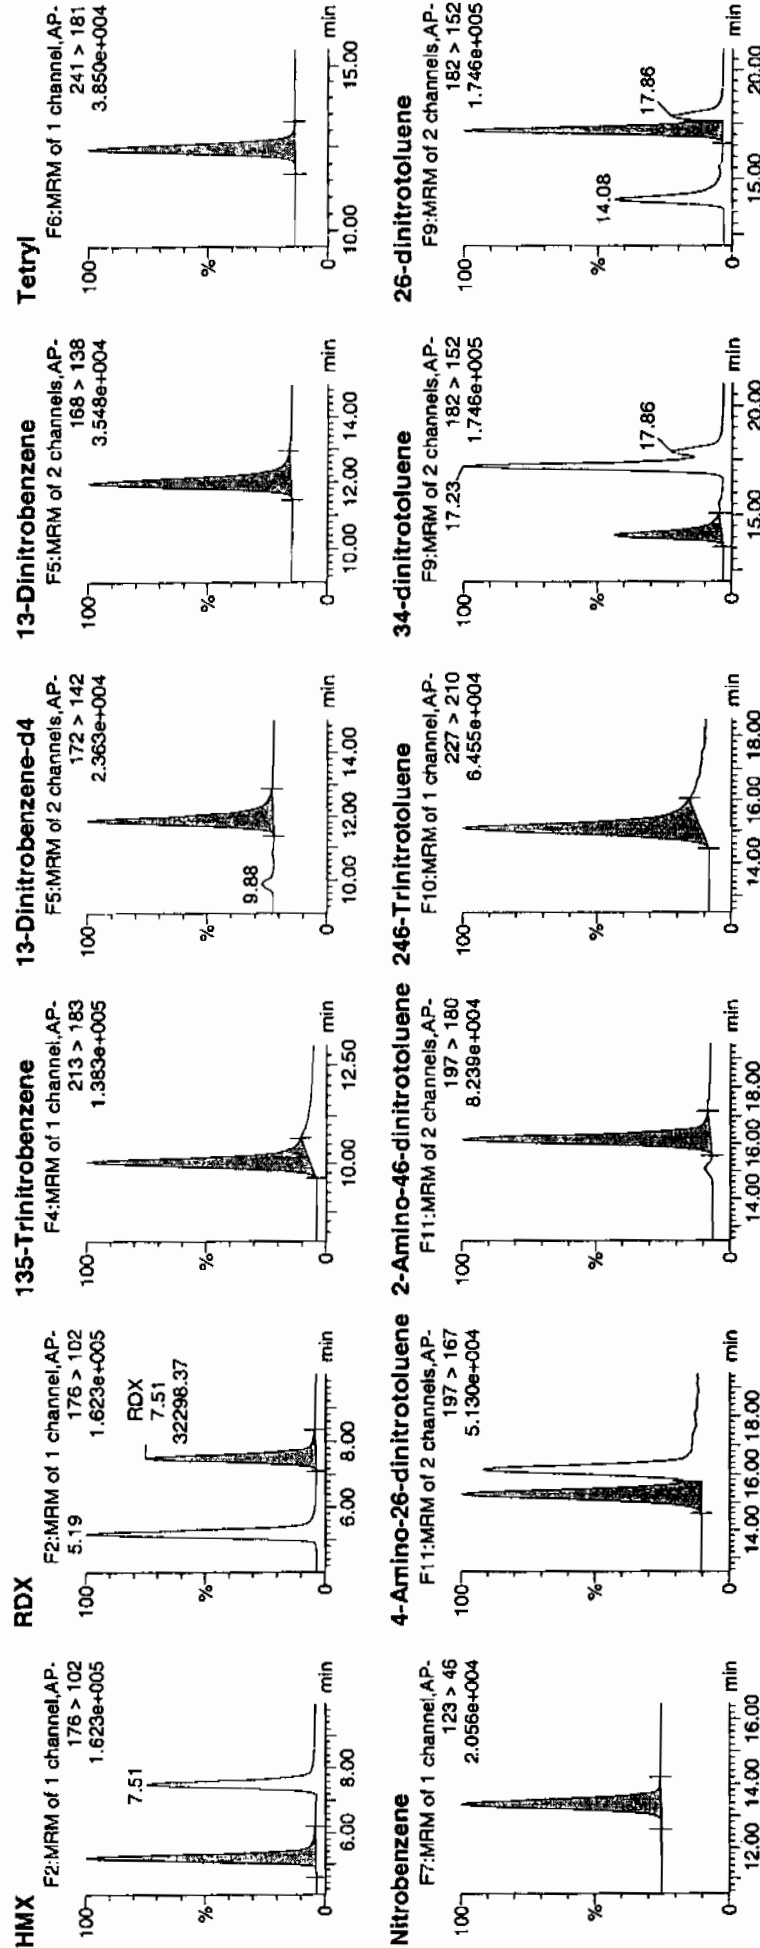 HMX
F2:MRM of 1 channel,AP-
176 > 102
1.623e+005
100
%
0
7.51
6.00 8.00 min
RDX
F2:MRM of 1 channel,AP-
5.19 176 > 102
1.623e+005
100
RDX
7.51
32298.37
%
0
6.00 8.00 min
135-Trinitrobenzene
F4:MRM of 1 channel,AP-
213 > 183
1.383e+005
100
%
0
10.00 12.50 min
13-Dinitrobenzene-d4
F5:MRM of 2 channels,AP-
172 > 142
2.363e+004
100
%
9.88
0
10.00 12.00 14.00 min
13-Dinitrobenzene
F5:MRM of 2 channels,AP-
168 > 138
3.548e+004
100
%
0
10.00 12.00 14.00 min
Tetryl
F6:MRM of 1 channel,AP-
241 > 181
3.850e+004
100
%
0
10.00 15.00 min
Nitrobenzene
F7:MRM of 1 channel,AP-
123 > 46
2.056e+004
100
%
0
12.00 14.00 16.00 min
4-Amino-26-dinitrotoluene
F11:MRM of 2 channels,AP-
197 > 167
5.130e+004
100
%
0
14.00 16.00 18.00 min
2-Amino-46-dinitrotoluene
F11:MRM of 2 channels,AP-
197 > 180
8.239e+004
100
%
0
14.00 16.00 18.00 min
246-Trinitrotoluene
F10:MRM of 1 channel,AP-
227 > 210
6.455e+004
100
%
0
14.00 16.00 18.00 min
34-dinitrotoluene
F9:MRM of 2 channels,AP-
17.23 182 > 152
1.746e+005
100
%
17.86
0
15.00 20.00 min
26-dinitrotoluene
F9:MRM of 2 channels,AP-
182 > 152
1.746e+005
100
%
14.08
17.86
0
15.00 20.00 min